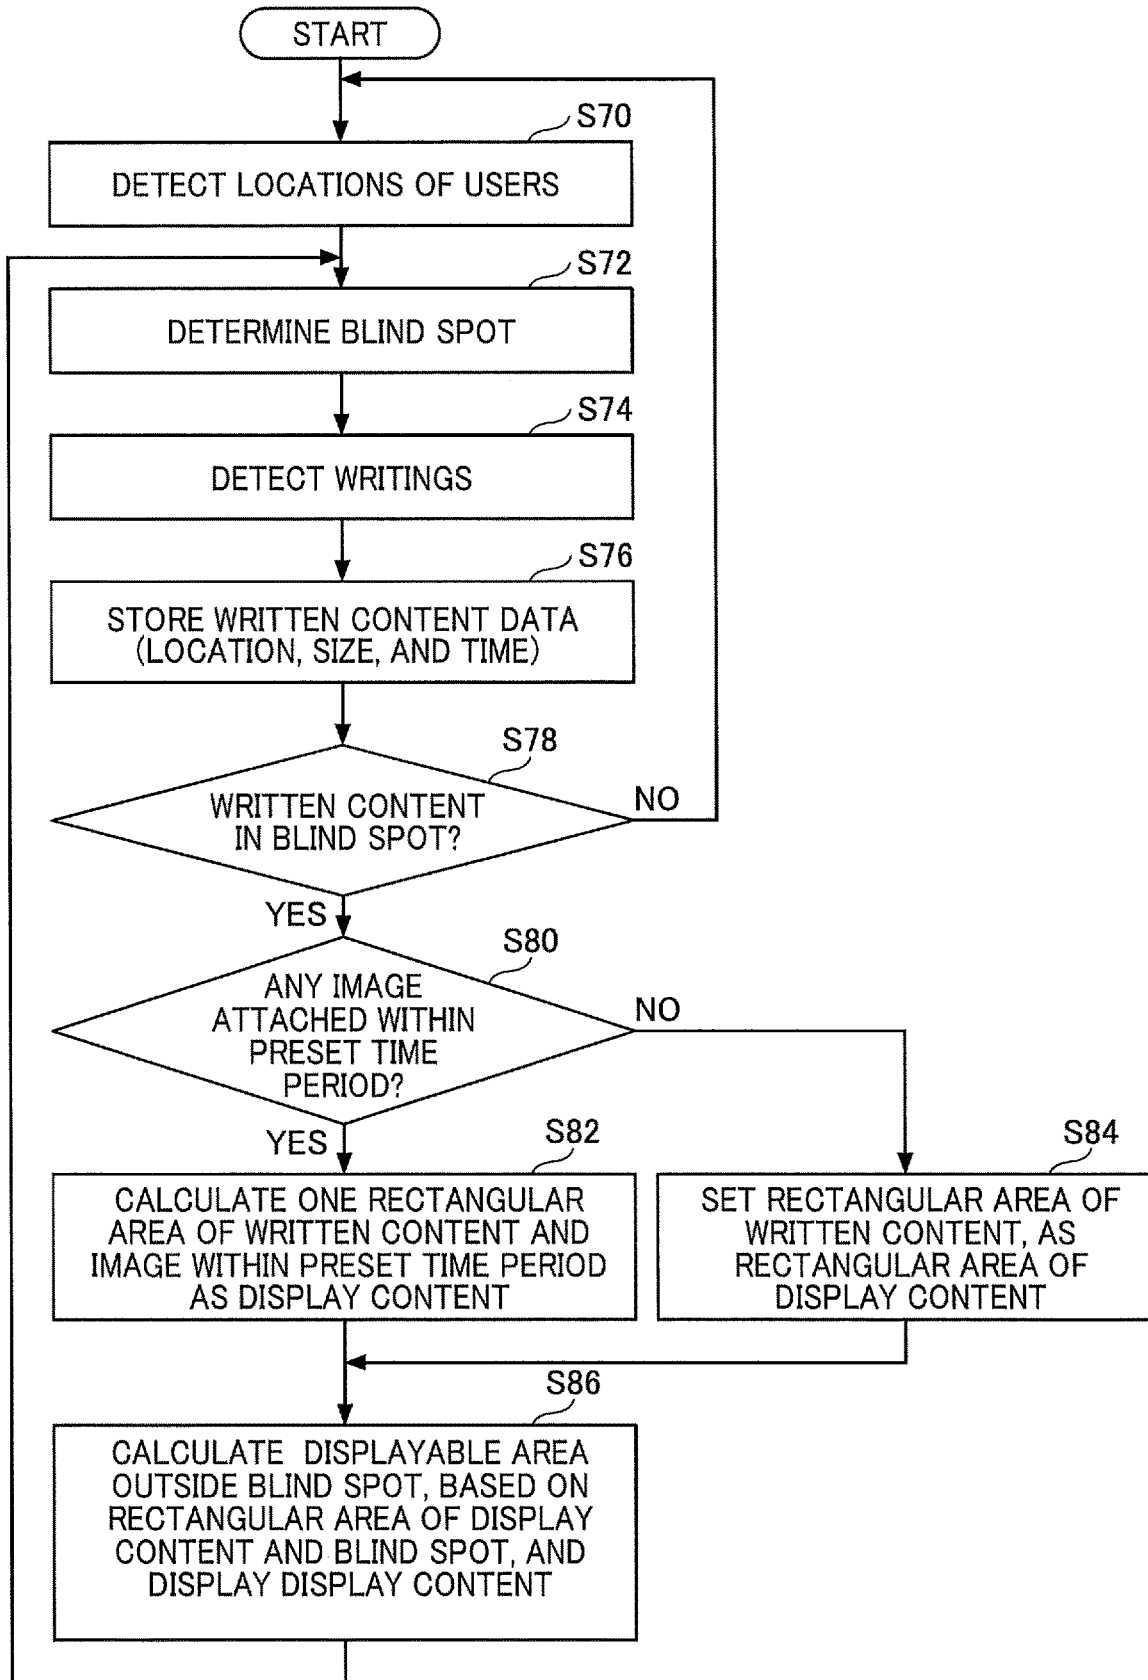 START
S70
DETECT LOCATIONS OF USERS
S72
DETERMINE BLIND SPOT
S74
DETECT WRITINGS
S76
STORE WRITTEN CONTENT DATA
(LOCATION, SIZE, AND TIME)
S78
WRITTEN CONTENT
IN BLIND SPOT?
NO
YES
S80
ANY IMAGE
ATTACHED WITHIN
PRESET TIME
PERIOD?
NO
YES
S82
CALCULATE ONE RECTANGULAR
AREA OF WRITTEN CONTENT AND
IMAGE WITHIN PRESET TIME PERIOD
AS DISPLAY CONTENT
S84
SET RECTANGULAR AREA OF
WRITTEN CONTENT, AS
RECTANGULAR AREA OF
DISPLAY CONTENT
S86
CALCULATE DISPLAYABLE AREA
OUTSIDE BLIND SPOT, BASED ON
RECTANGULAR AREA OF DISPLAY
CONTENT AND BLIND SPOT, AND
DISPLAY DISPLAY CONTENT